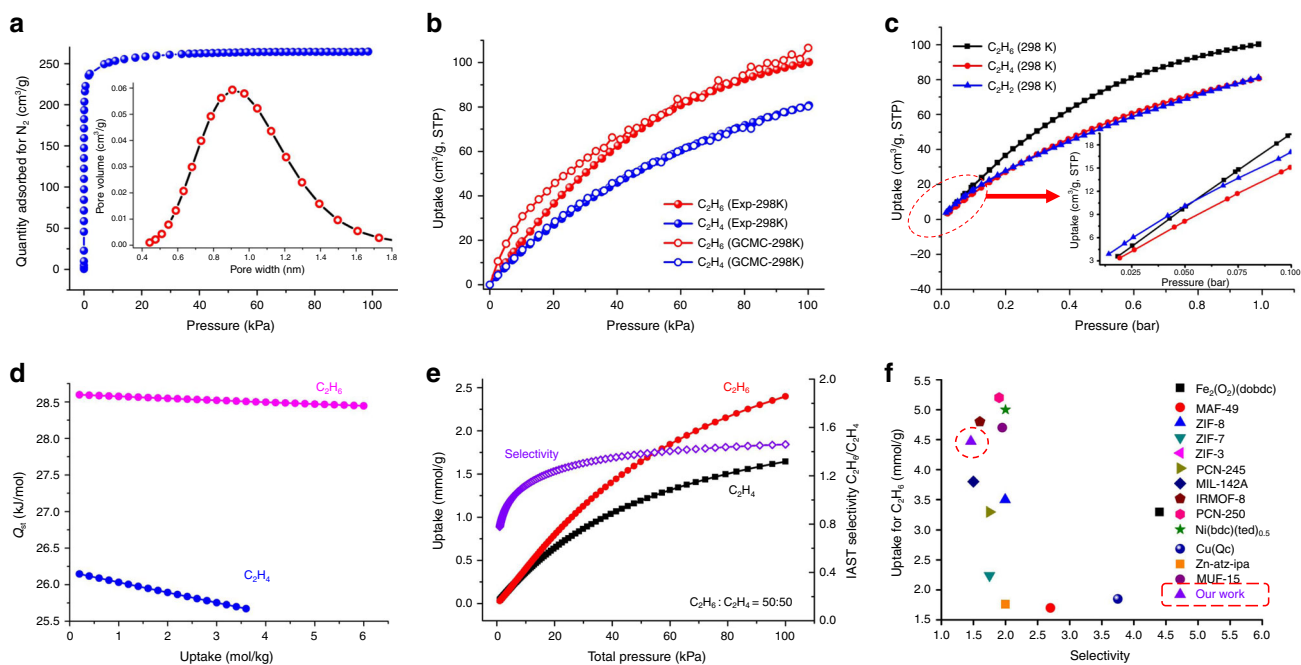 a
Quantity adsorbed for N₂ (cm³/g)
300
250
200
150
100
50
0
0 20 40 60 80 100
Pressure (kPa)
Pore volume (cm³/g)
0.06
0.05
0.04
0.03
0.02
0.01
0.00
0.4 0.6 0.8 1.0 1.2 1.4 1.6 1.8
Pore width (nm)
b
Uptake (cm³/g, STP)
120
100
80
60
40
20
0
0 20 40 60 80 100
Pressure (kPa)
C₂H₆ (Exp-298K)
C₂H₄ (Exp-298K)
C₂H₆ (GCMC-298K)
C₂H₄ (GCMC-298K)
c
Uptake (cm³/g, STP)
120
100
80
60
40
20
0
−20
−40
0.0 0.2 0.4 0.6 0.8 1.0
Pressure (bar)
C₂H₆ (298 K)
C₂H₄ (298 K)
C₂H₂ (298 K)
Uptake (cm³/g, STP)
18
15
12
9
6
3
0.025 0.050 0.075 0.100
Pressure (bar)
d
Qst (kJ/mol)
28.5
28.0
27.5
27.0
26.5
26.0
25.5
0 1 2 3 4 5 6
Uptake (mol/kg)
C₂H₆
C₂H₄
e
Uptake (mmol/g)
2.5
2.0
1.5
1.0
0.5
0.0
0 20 40 60 80 100
Total pressure (kPa)
IAST selectivity C₂H₆/C₂H₄
2.0
1.6
1.2
0.8
0.4
0.0
C₂H₆
Selectivity
C₂H₄
C₂H₆ : C₂H₄ = 50:50
f
Uptake for C₂H₆ (mmol/g)
5.5
5.0
4.5
4.0
3.5
3.0
2.5
2.0
1.5
1.0 1.5 2.0 2.5 3.0 3.5 4.0 4.5 5.0
Selectivity
Fe₂(O₂)(dobdc)
MAF-49
ZIF-8
ZIF-7
ZIF-3
PCN-245
MIL-142A
IRMOF-8
PCN-250
Ni(bdc)(ted)₀.₅
Cu(Qc)
Zn-atz-ipa
MUF-15
Our work